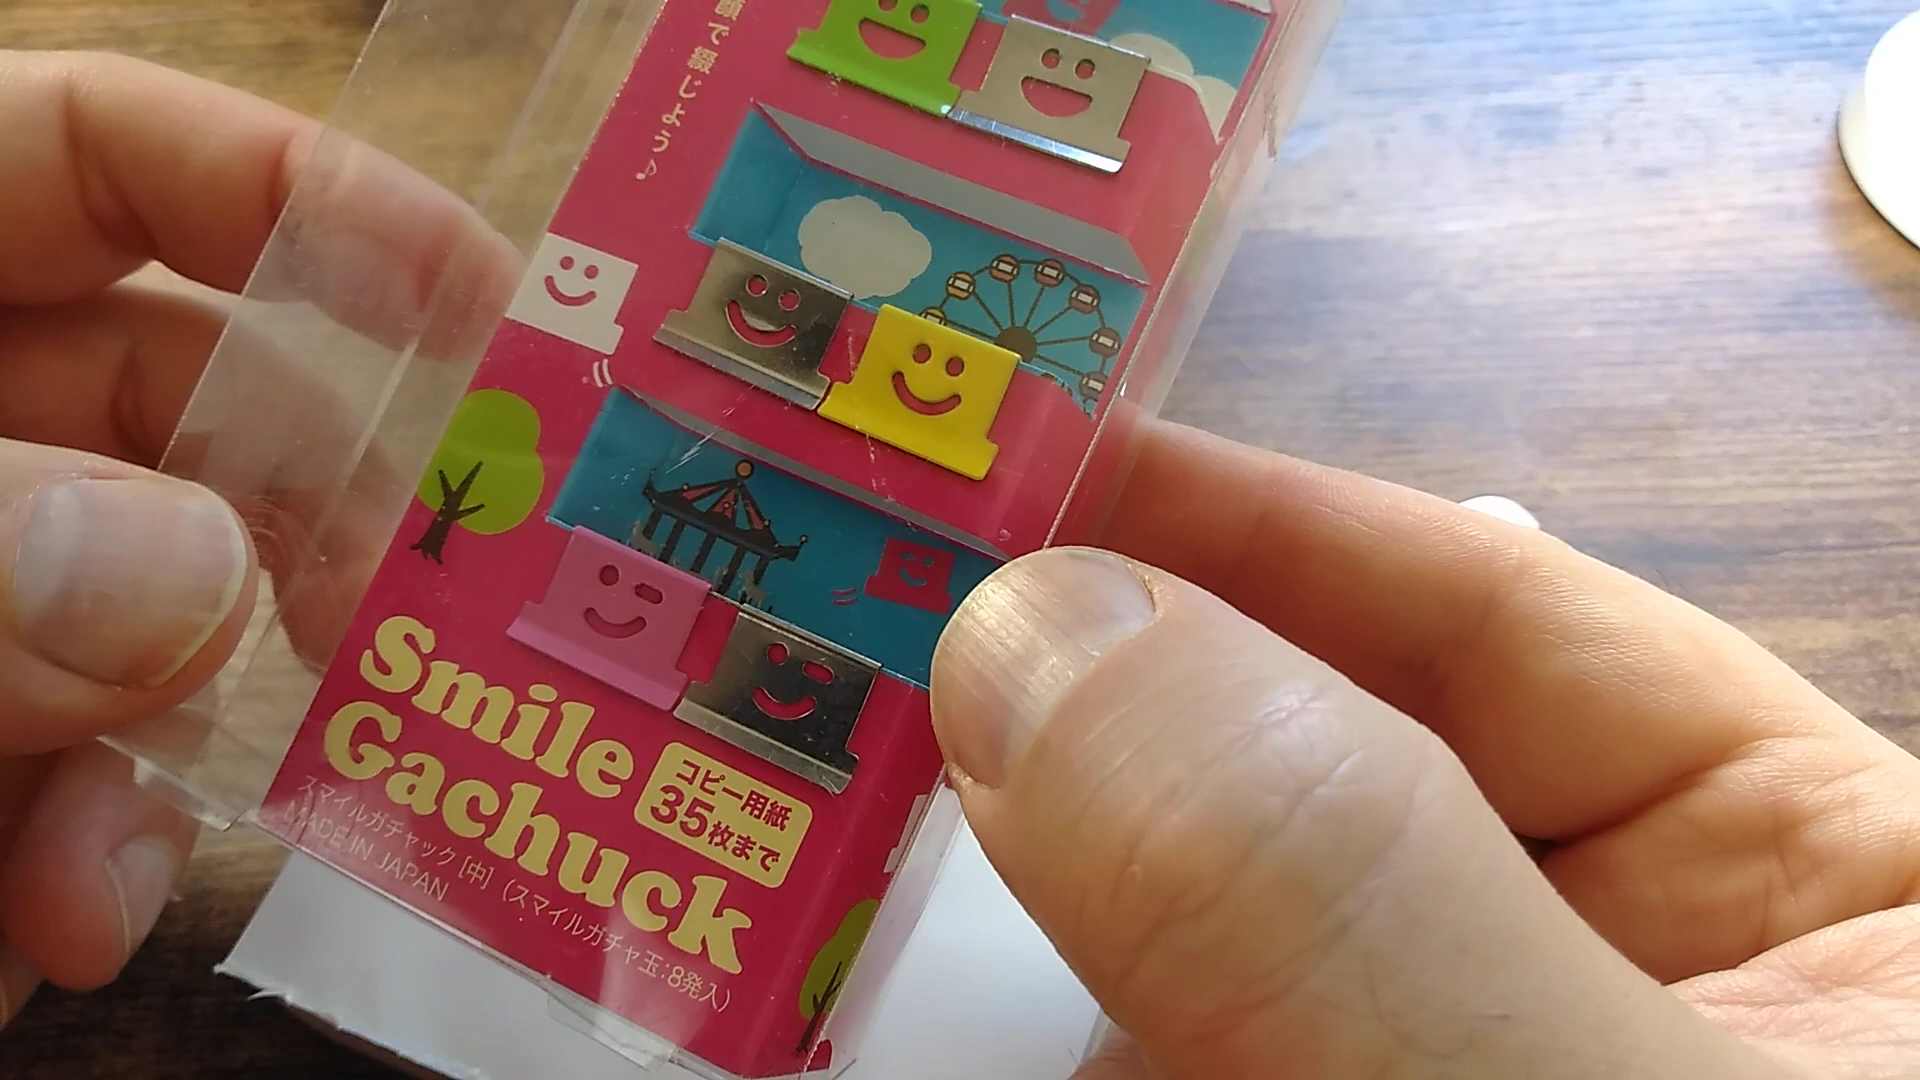 顔で綴じよう♪
Smile
Gachuck
コピー用紙
35枚まで
スマイルガチャック [中]（スマイルガチャ玉:8発入）
MADE IN JAPAN